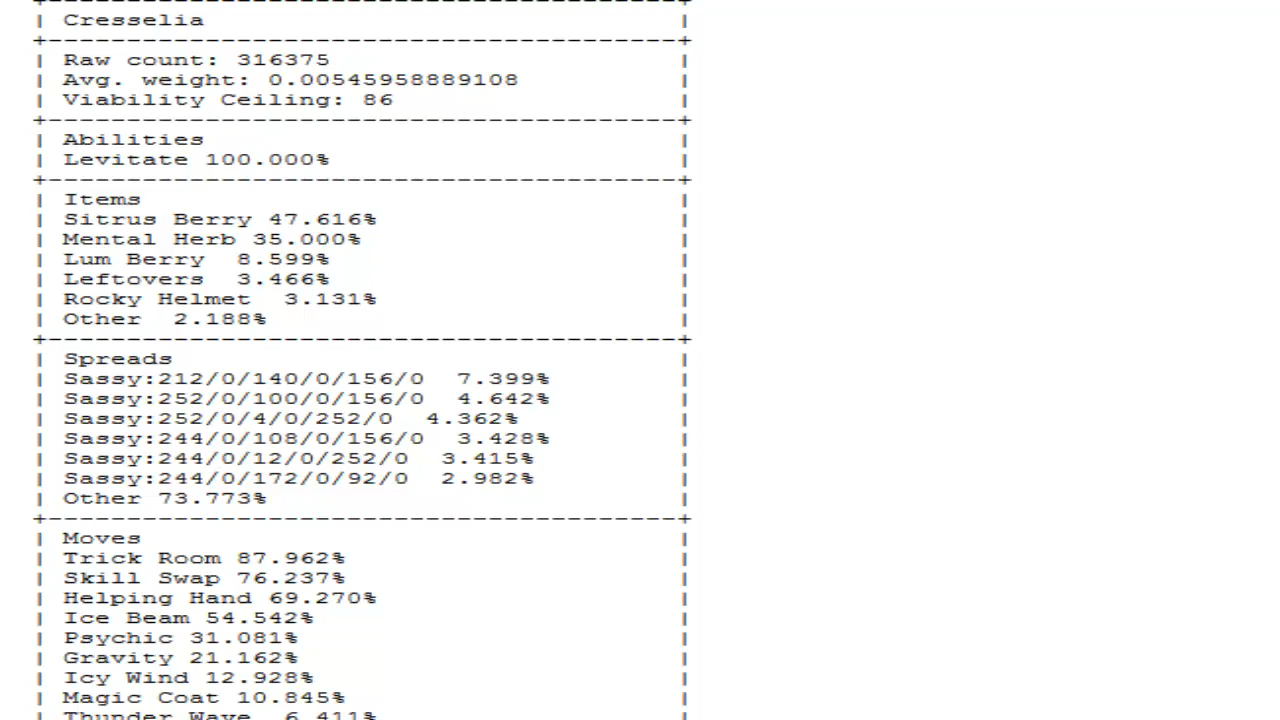 +----------------------------------------+
| Cresselia |
+----------------------------------------+
| Raw count: 316375 |
| Avg. weight: 0.00545958889108 |
| Viability Ceiling: 86 |
+----------------------------------------+
| Abilities |
| Levitate 100.000% |
+----------------------------------------+
| Items |
| Sitrus Berry 47.616% |
| Mental Herb 35.000% |
| Lum Berry  8.599% |
| Leftovers  3.466% |
| Rocky Helmet  3.131% |
| Other  2.188% |
+----------------------------------------+
| Spreads |
| Sassy:212/0/140/0/156/0  7.399% |
| Sassy:252/0/100/0/156/0  4.642% |
| Sassy:252/0/4/0/252/0  4.362% |
| Sassy:244/0/108/0/156/0  3.428% |
| Sassy:244/0/12/0/252/0  3.415% |
| Sassy:244/0/172/0/92/0  2.982% |
| Other 73.773% |
+----------------------------------------+
| Moves |
| Trick Room 87.962% |
| Skill Swap 76.237% |
| Helping Hand 69.270% |
| Ice Beam 54.542% |
| Psychic 31.081% |
| Gravity 21.162% |
| Icy Wind 12.928% |
| Magic Coat 10.845% |
| Thunder Wave  6.411% |